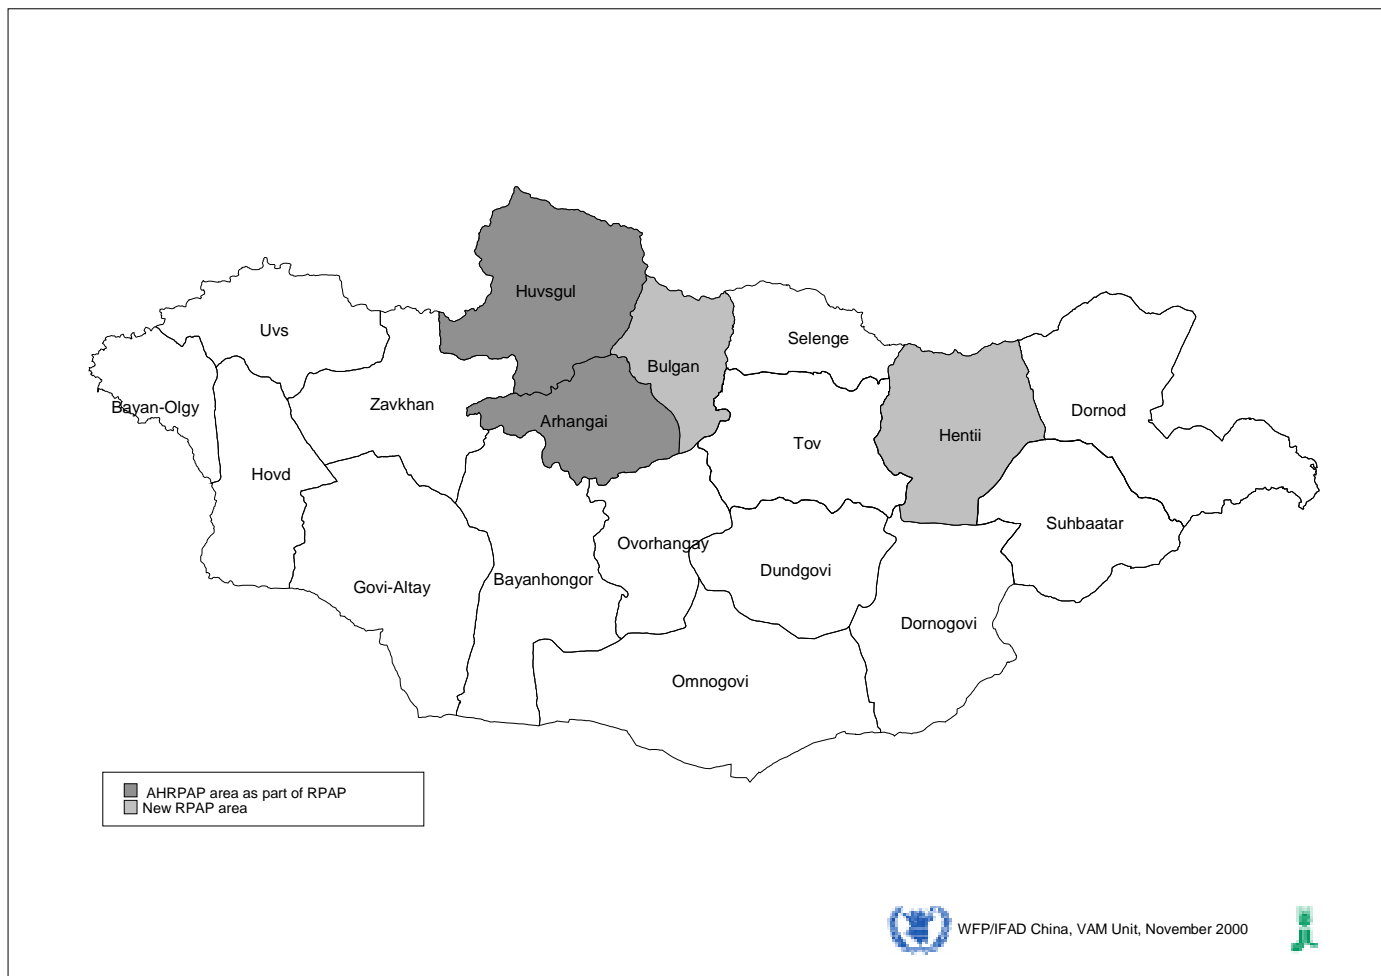 Huvsgul
Uvs
Selenge
Bulgan
Bayan-Olgy
Zavkhan
Arhangai
Dornod
Hentii
Tov
Hovd
Suhbaatar
Ovorhangay
Dundgovi
Govi-Altay
Bayanhongor
Dornogovi
Omnogovi
AHRPAP area as part of RPAP
New RPAP area
WFP/IFAD China, VAM Unit, November 2000